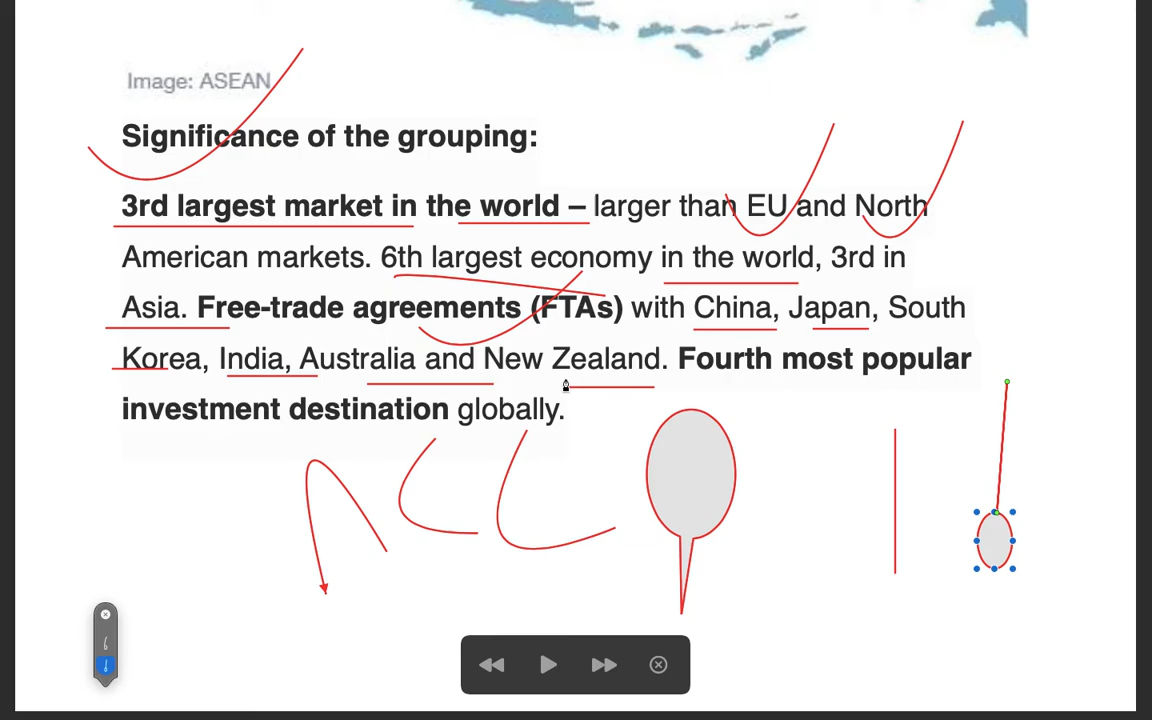 Image: ASEAN
Significance of the grouping:
3rd largest market in the world – larger than EU and North
American markets. 6th largest economy in the world, 3rd in
Asia. Free-trade agreements (FTAs) with China, Japan, South
Korea, India, Australia and New Zealand. Fourth most popular
investment destination globally.